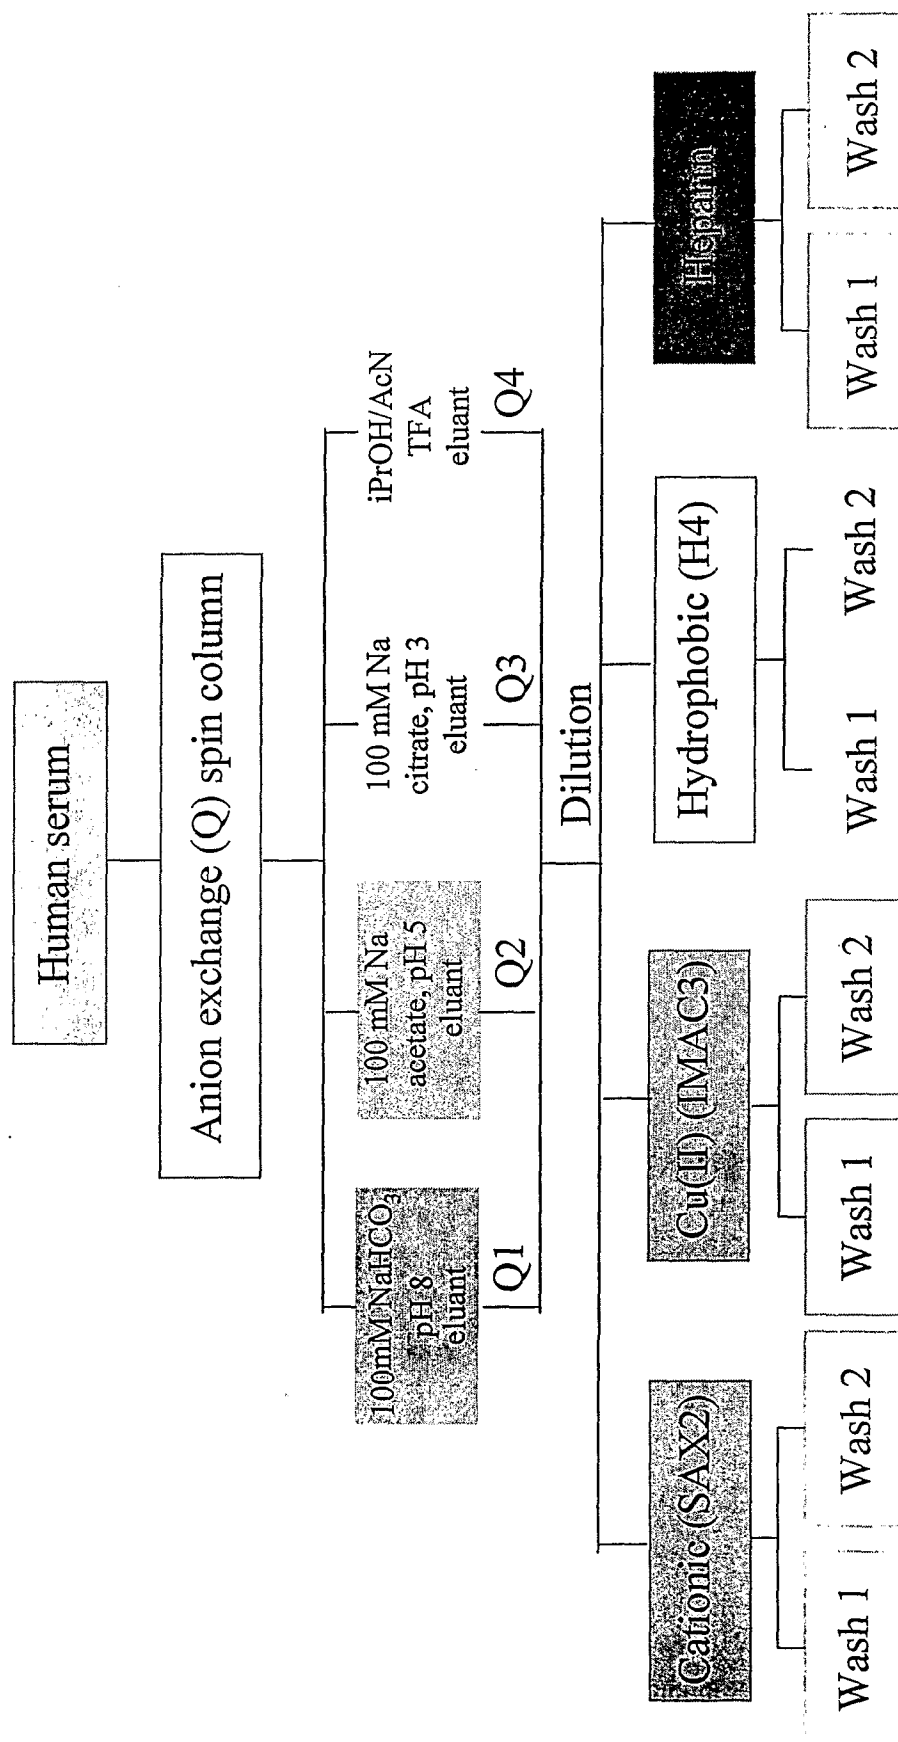 Human serum
Anion exchange (Q) spin column
100mM NaHCO₃
pH 8
eluant
Q1
100 mM Na
acetate, pH 5
eluant
Q2
100 mM Na
citrate, pH 3
eluant
Q3
iPrOH/AcN
TFA
eluant
Q4
Dilution
Cationic (SAX2)
Wash 1
Wash 2
Cu(II) (IMAC3)
Wash 1
Wash 2
Hydrophobic (H4)
Wash 1
Wash 2
Heparin
Wash 1
Wash 2